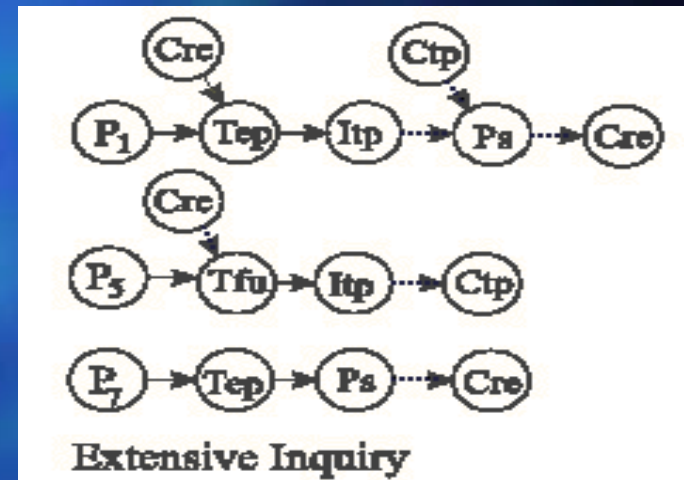 Cre Ctp
P1 Tep Itp Ps Cre
Cre
P5 Tfu Itp Ctp
P7 Tep Ps Cre
Extensive Inquiry